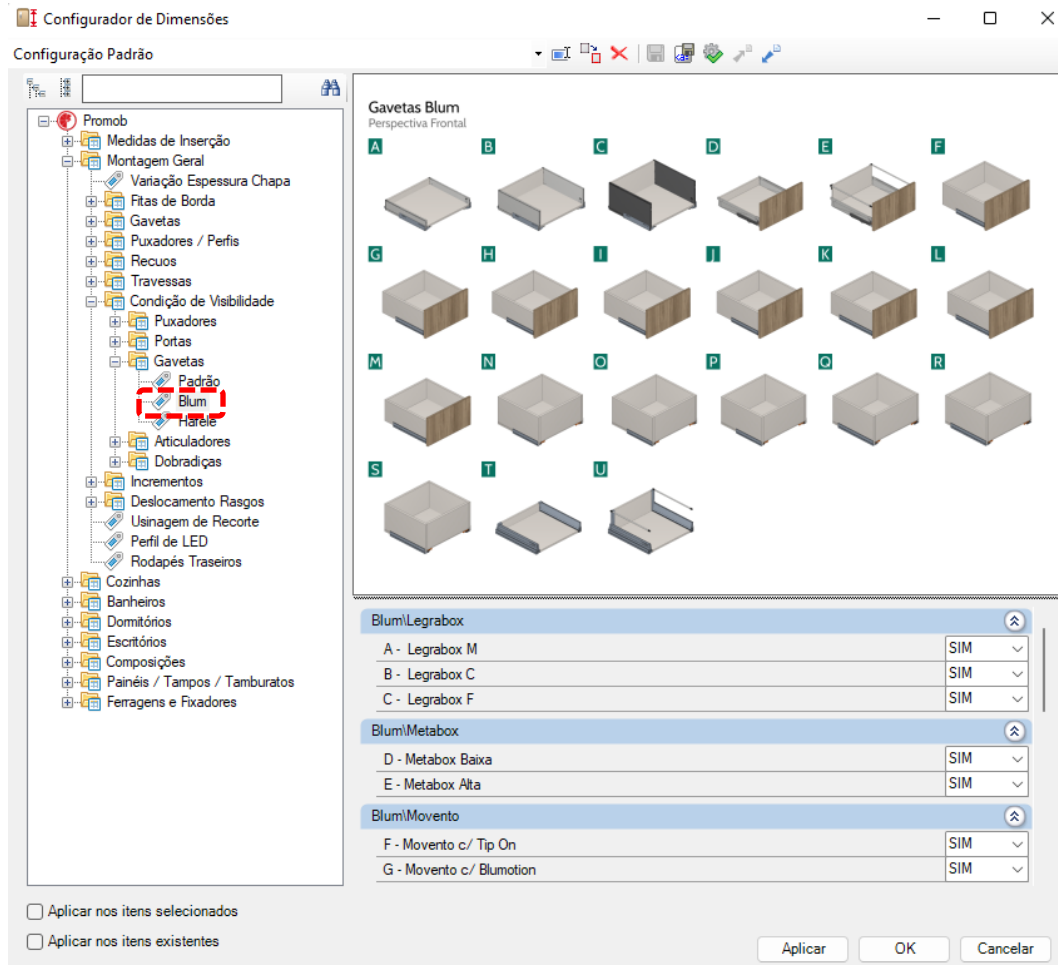 Configurador de Dimensões
Configuração Padrão
Promob
Medidas de Inserção
Montagem Geral
Variação Espessura Chapa
Fitas de Borda
Gavetas
Puxadores / Perfis
Recuos
Travessas
Condição de Visibilidade
Puxadores
Portas
Gavetas
Padrão
Blum
Hafele
Articuladores
Dobradiças
Incrementos
Deslocamento Rasgos
Usinagem de Recorte
Perfil de LED
Rodapés Traseiros
Cozinhas
Banheiros
Dormitórios
Escritórios
Composições
Painéis / Tampos / Tamburatos
Ferragens e Fixadores
Gavetas Blum
Perspectiva Frontal
A B C D E F
G H I J K L
M N O P Q R
S T U
Blum\Legrabox
A - Legrabox M SIM
B - Legrabox C SIM
C - Legrabox F SIM
Blum\Metabox
D - Metabox Baixa SIM
E - Metabox Alta SIM
Blum\Movento
F - Movento c/ Tip On SIM
G - Movento c/ Blumotion SIM
Aplicar nos itens selecionados
Aplicar nos itens existentes
Aplicar OK Cancelar